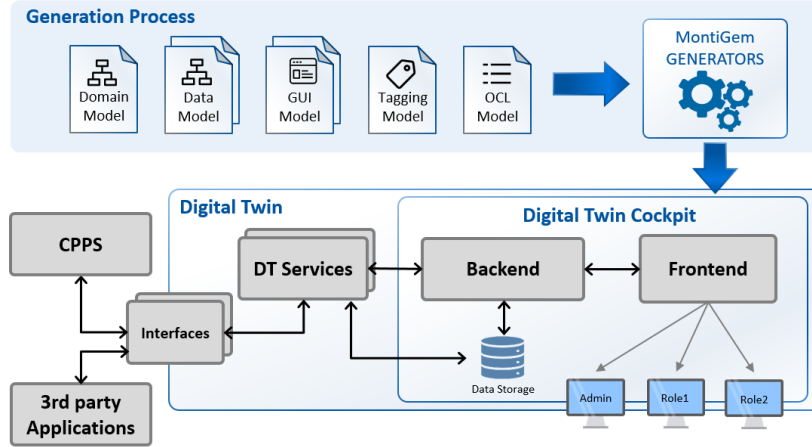 Generation Process
Domain
Model
Data
Model
GUI
Model
Tagging
Model
OCL
Model
MontiGem
GENERATORS
Digital Twin
Digital Twin Cockpit
CPPS
DT Services
Backend
Frontend
Interfaces
Data Storage
3rd party
Applications
Admin
Role1
Role2